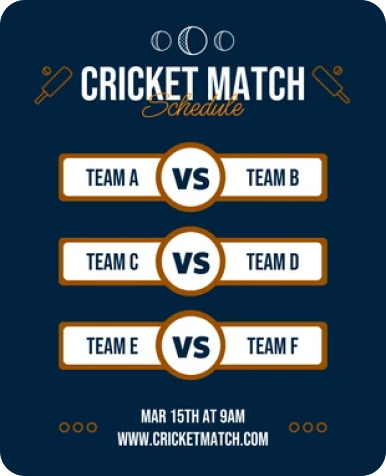 CRICKET MATCH
Schedule
TEAM A VS TEAM B
TEAM C VS TEAM D
TEAM E VS TEAM F
MAR 15TH AT 9AM
WWW.CRICKETMATCH.COM